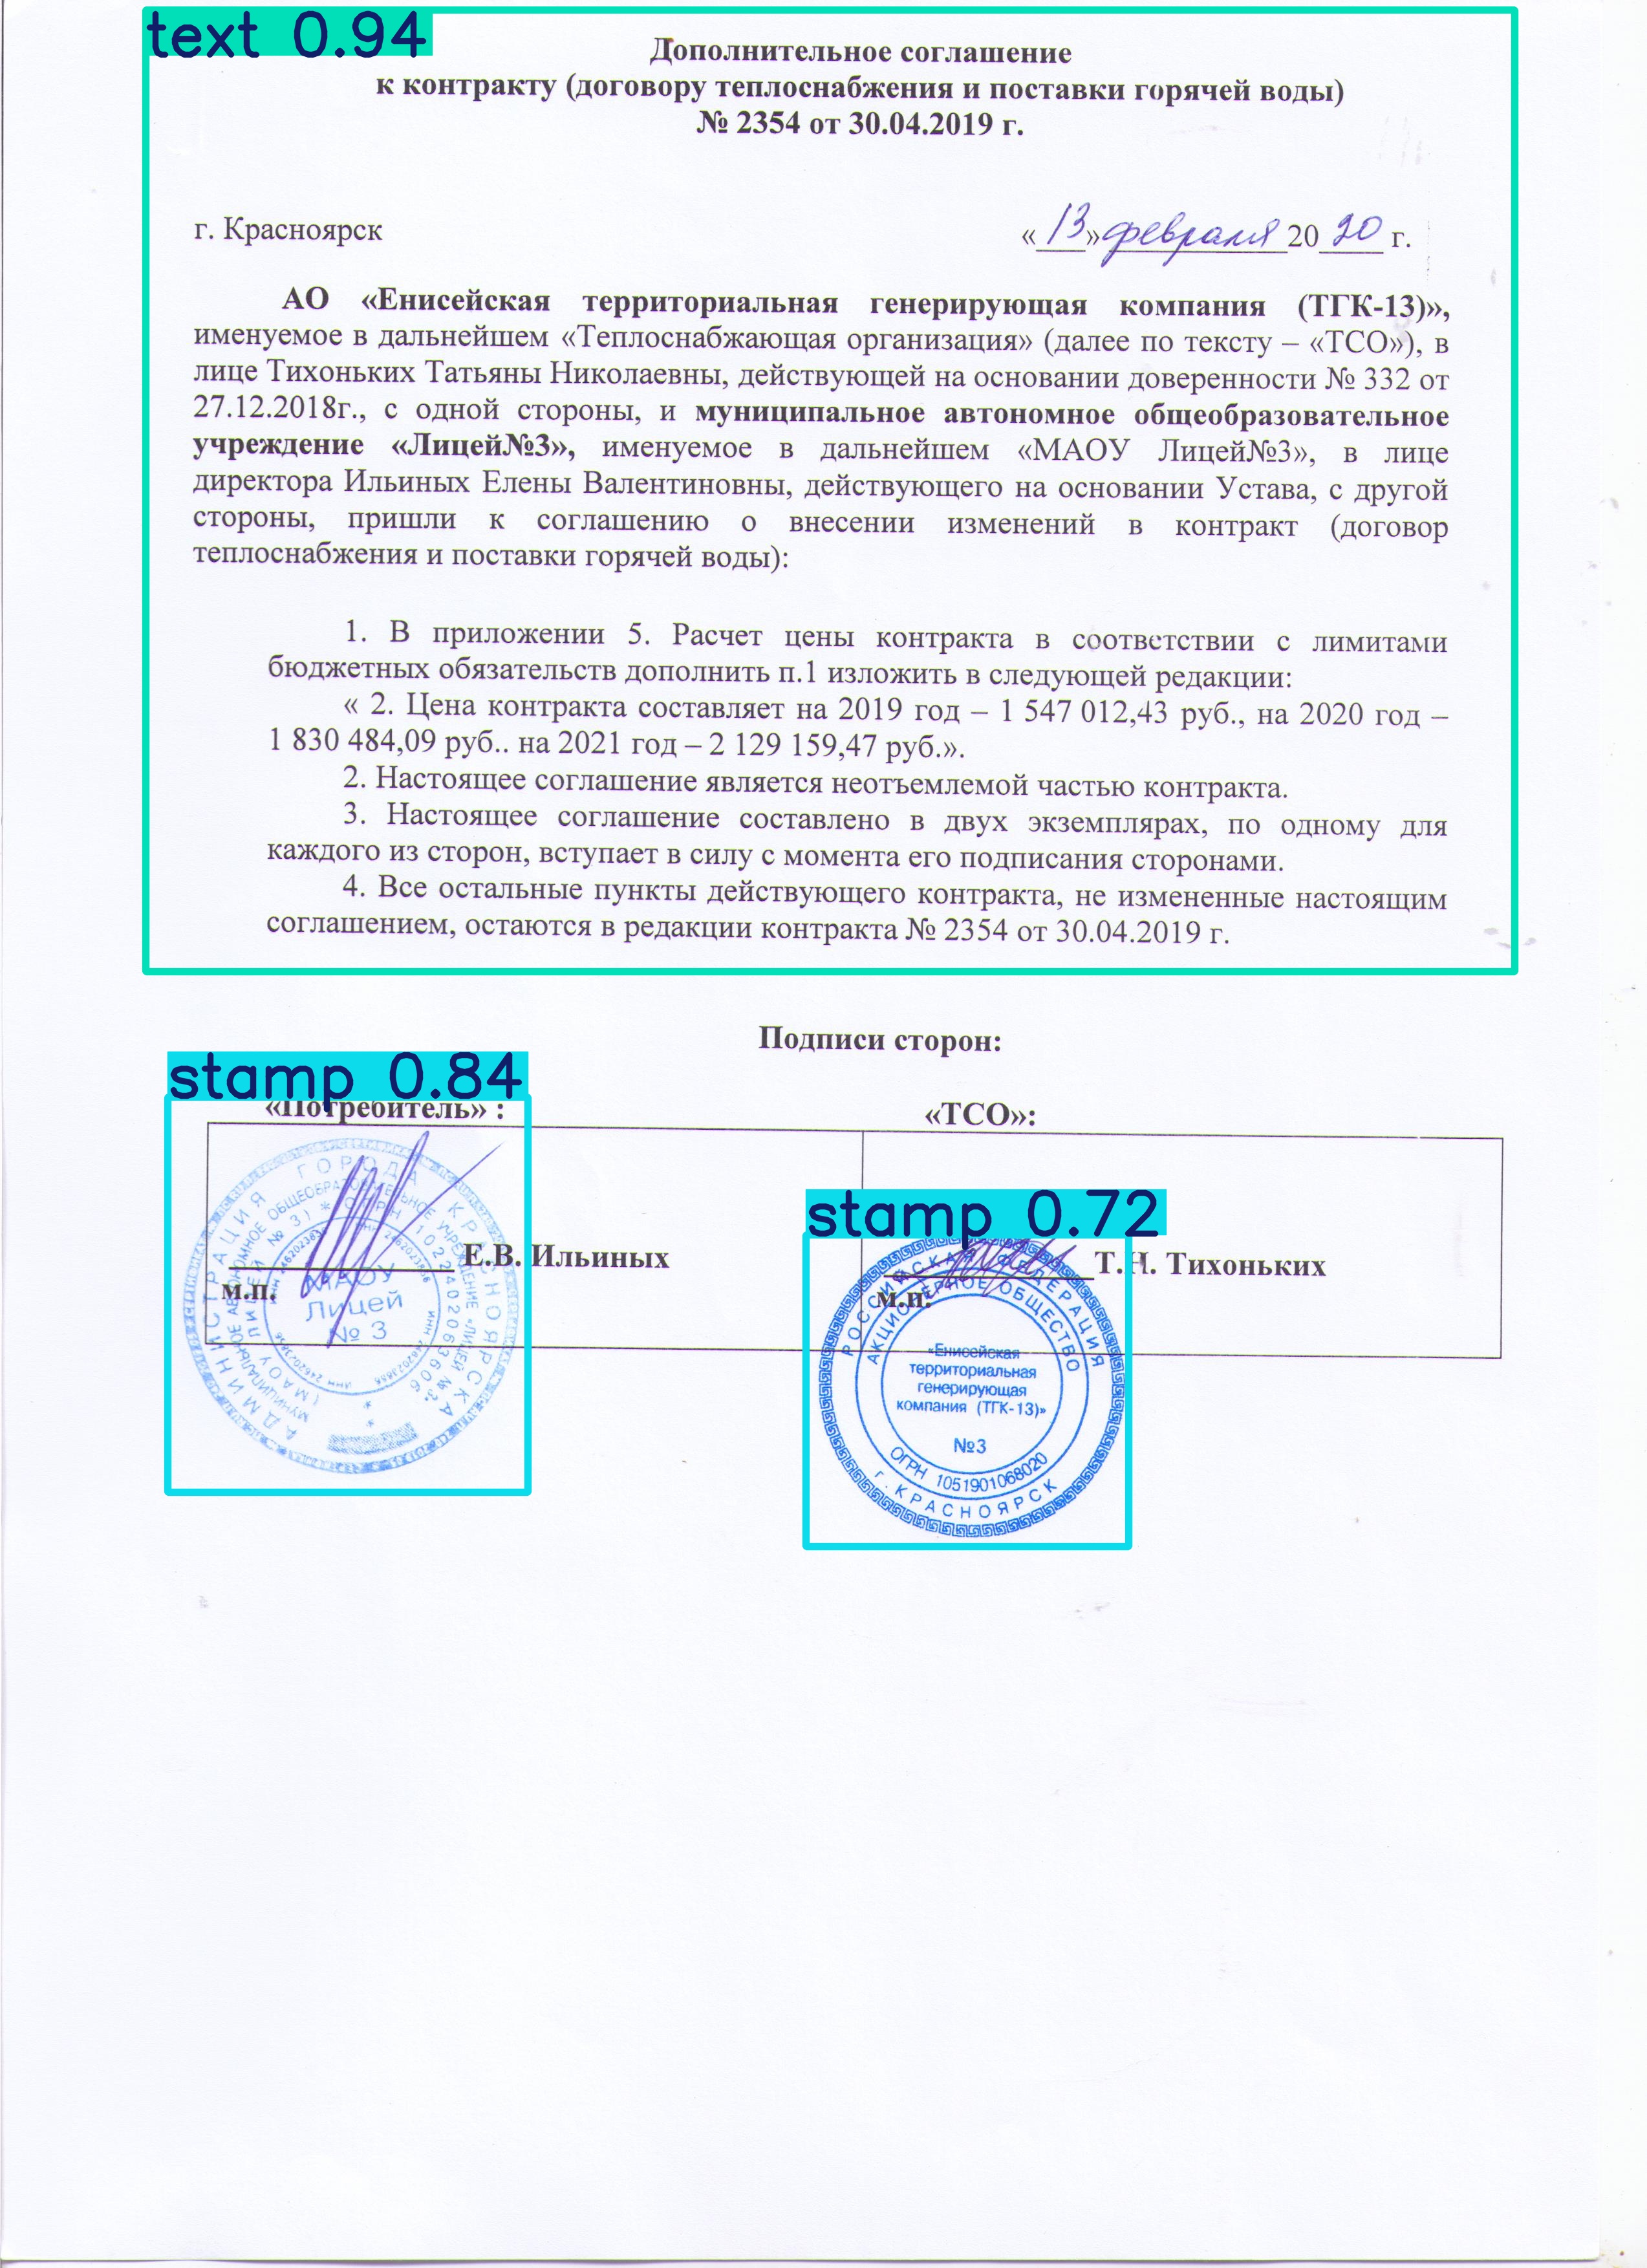 text 0.94
Дополнительное соглашение
к контракту (договору теплоснабжения и поставки горячей воды)
№ 2354 от 30.04.2019 г.
г. Красноярск «13» февраля 2020 г.
АО «Енисейская территориальная генерирующая компания (ТГК-13)»,
именуемое в дальнейшем «Теплоснабжающая организация» (далее по тексту – «ТСО»), в
лице Тихоньких Татьяны Николаевны, действующей на основании доверенности № 332 от
27.12.2018г., с одной стороны, и муниципальное автономное общеобразовательное
учреждение «Лицей№3», именуемое в дальнейшем «МАОУ Лицей№3», в лице
директора Ильиных Елены Валентиновны, действующего на основании Устава, с другой
стороны, пришли к соглашению о внесении изменений в контракт (договор
теплоснабжения и поставки горячей воды):
1. В приложении 5. Расчет цены контракта в соответствии с лимитами
бюджетных обязательств дополнить п.1 изложить в следующей редакции:
« 2. Цена контракта составляет на 2019 год – 1 547 012,43 руб., на 2020 год –
1 830 484,09 руб.. на 2021 год – 2 129 159,47 руб.».
2. Настоящее соглашение является неотъемлемой частью контракта.
3. Настоящее соглашение составлено в двух экземплярах, по одному для
каждого из сторон, вступает в силу с момента его подписания сторонами.
4. Все остальные пункты действующего контракта, не измененные настоящим
соглашением, остаются в редакции контракта № 2354 от 30.04.2019 г.
Подписи сторон:
stamp 0.84
«Потребитель» : «ТСО»:
stamp 0.72
Е.В. Ильиных Т.Н. Тихоньких
м.п. м.п.
АДМИНИСТРАЦИЯ ГОРОДА КРАСНОЯРСКА
МУНИЦИПАЛЬНОЕ АВТОНОМНОЕ ОБЩЕОБРАЗОВАТЕЛЬНОЕ УЧРЕЖДЕНИЕ «ЛИЦЕЙ № 3»
(МАОУ ЛИЦЕЙ № 3) * ОГРН 1022402063606
МАОУ
Лицей
№ 3
РОССИЙСКАЯ ФЕДЕРАЦИЯ
АКЦИОНЕРНОЕ ОБЩЕСТВО
«Енисейская
территориальная
генерирующая
компания (ТГК-13)»
№3
ОГРН 1051901068020
г. КРАСНОЯРСК